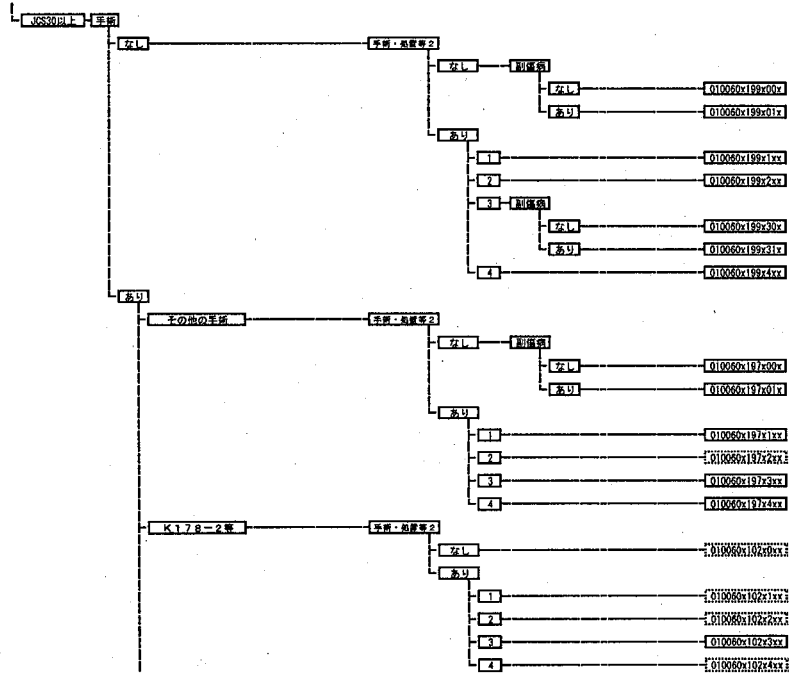 JCS30以上 手術
なし 手術・処置等2
なし 副傷病
なし 010060x199x00x
あり 010060x199x01x
あり
1 010060x199x1xx
2 010060x199x2xx
3 副傷病
なし 010060x199x30x
あり 010060x199x31x
4 010060x199x4xx
あり
その他の手術 手術・処置等2
なし 副傷病
なし 010060x197x00x
あり 010060x197x01x
あり
1 010060x197x1xx
2 010060x197x2xx
3 010060x197x3xx
4 010060x197x4xx
K178-2等 手術・処置等2
なし 010060x102x0xx
あり
1 010060x102x1xx
2 010060x102x2xx
3 010060x102x3xx
4 010060x102x4xx